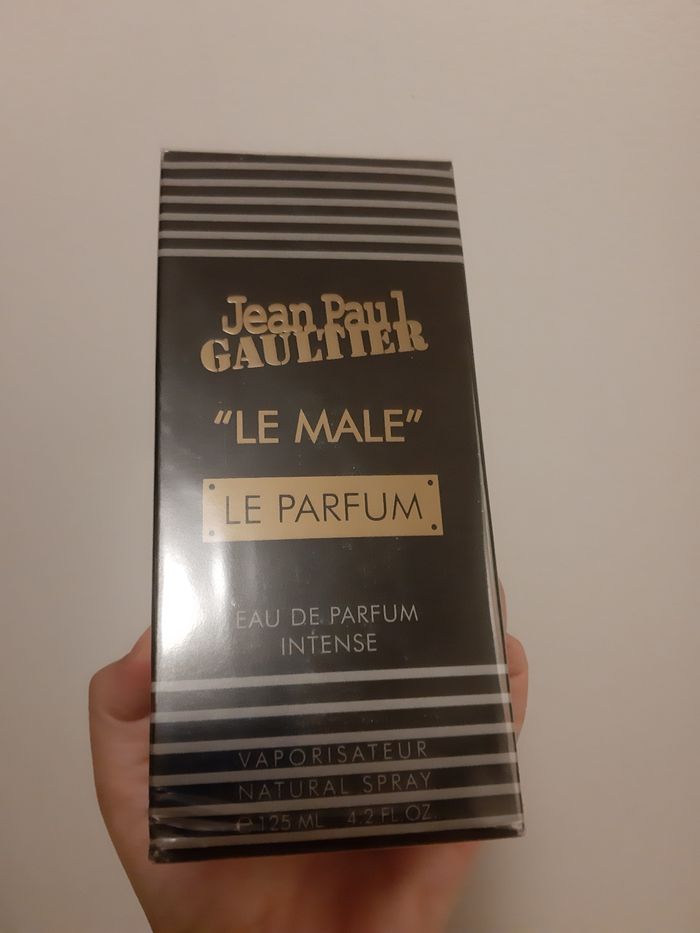 Jean Paul
GAULTIER
“LE MALE”
LE PARFUM
EAU DE PARFUM
INTENSE
VAPORISATEUR
NATURAL SPRAY
℮ 125 ML 4.2 FL OZ.